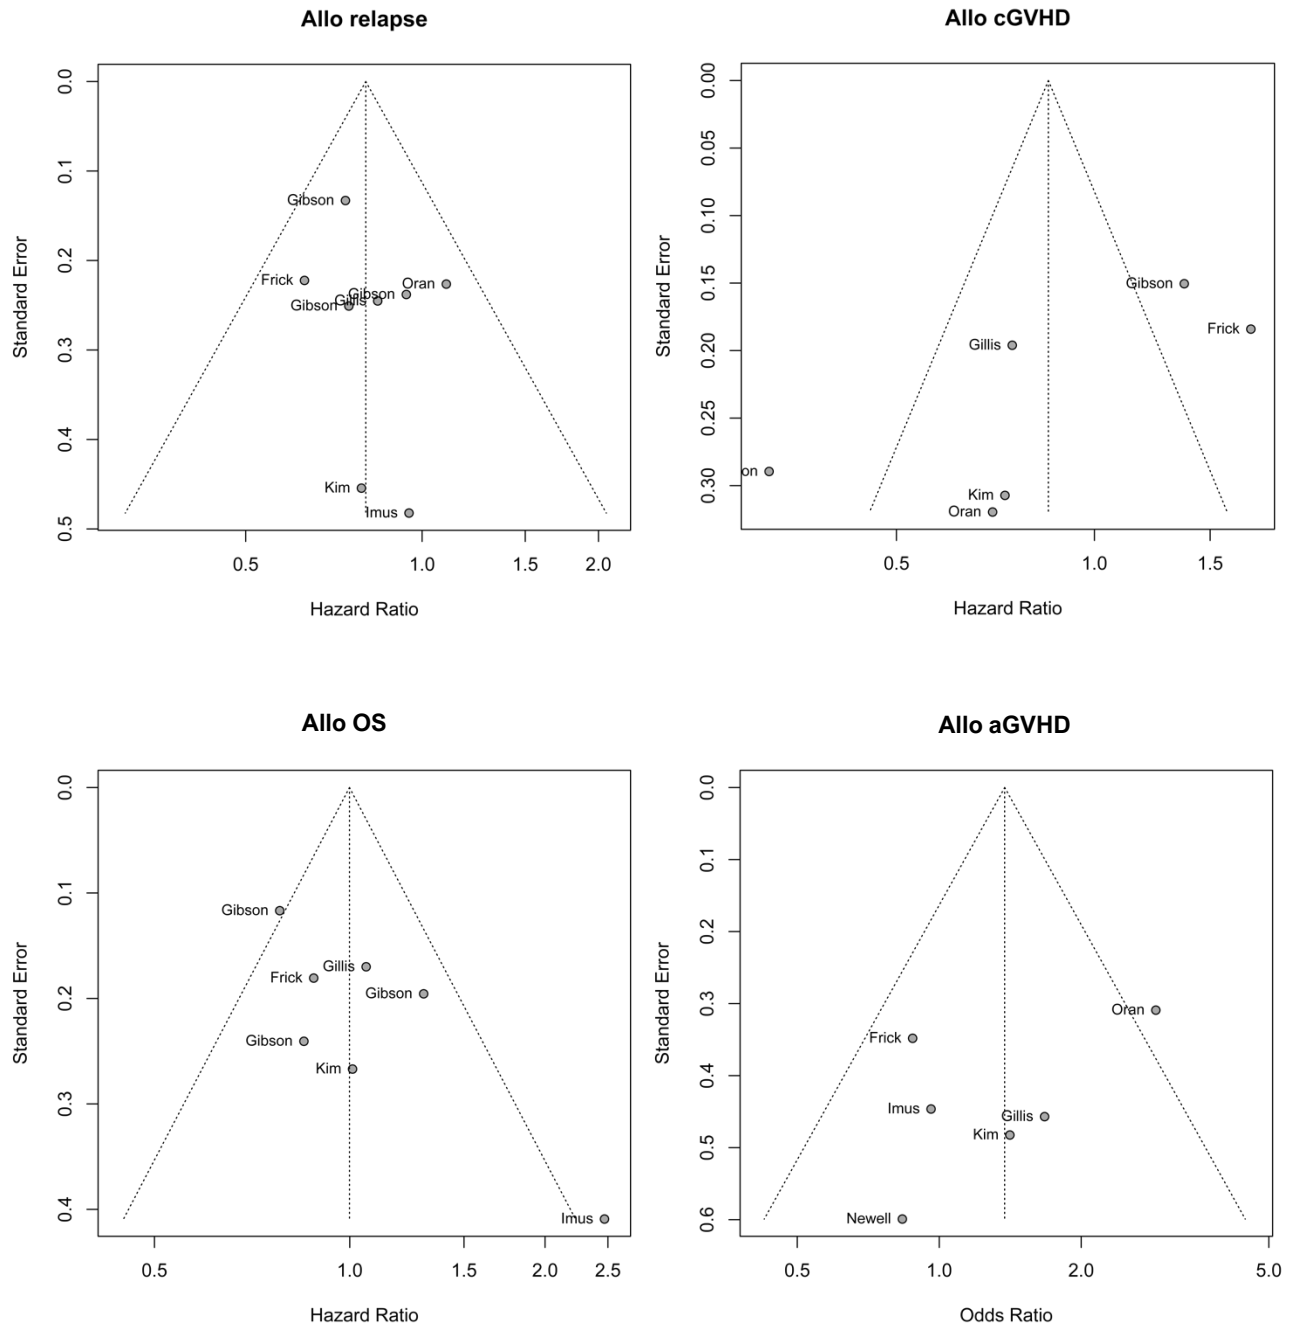 Allo relapse
Standard Error
0.0
0.1
0.2
0.3
0.4
0.5
Gibson
Frick
Oran
Gibson
Gillis
Gibson
Kim
Imus
0.5
1.0
1.5
2.0
Hazard Ratio
Allo cGVHD
Standard Error
0.00
0.05
0.10
0.15
0.20
0.25
0.30
Gibson
Frick
Gillis
on
Kim
Oran
0.5
1.0
1.5
Hazard Ratio
Allo OS
Standard Error
0.0
0.1
0.2
0.3
0.4
Gibson
Gillis
Frick
Gibson
Gibson
Kim
Imus
0.5
1.0
1.5
2.0
2.5
Hazard Ratio
Allo aGVHD
Standard Error
0.0
0.1
0.2
0.3
0.4
0.5
0.6
Oran
Frick
Imus
Gillis
Kim
Newell
0.5
1.0
2.0
5.0
Odds Ratio